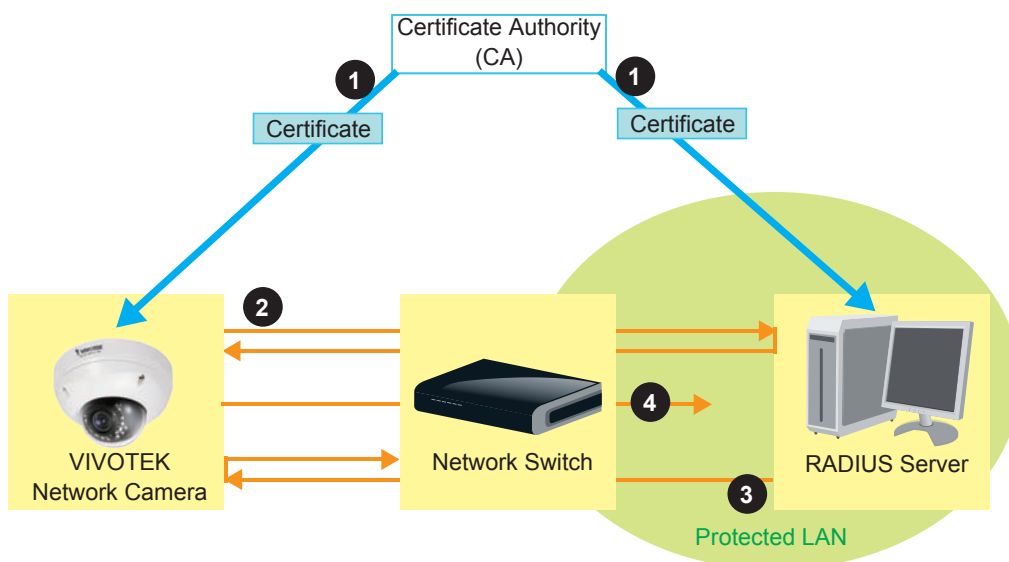 Certificate Authority
(CA)
1
1
Certificate
Certificate
2
4
VIVOTEK
Network Camera
Network Switch
RADIUS Server
3
Protected LAN